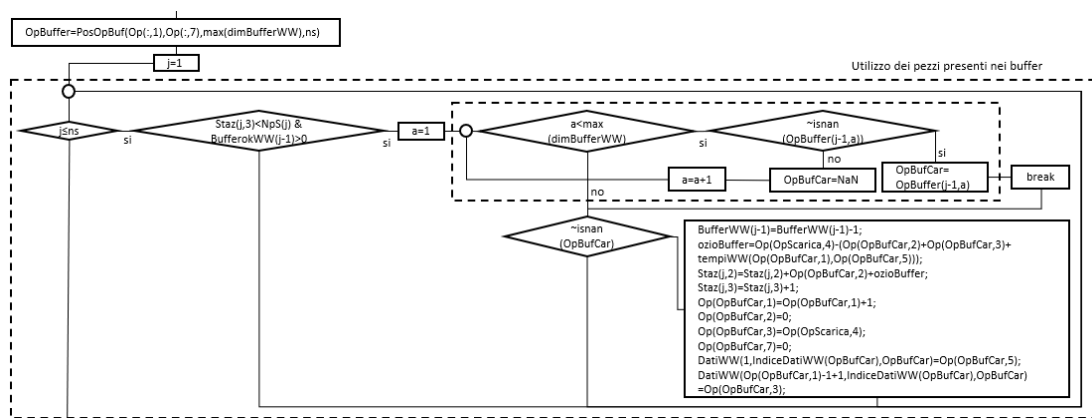 OpBuffer=PosOpBuf(Op(:,1),Op(:,7),max(dimBufferWW),ns)
j=1
Utilizzo dei pezzi presenti nei buffer
j≤ns
si
Staz(j,3)<NpS(j) &
BufferokWW(j-1)>0
si
a=1
a<max
(dimBufferWW)
si
~isnan
(OpBuffer(j-1,a))
no
si
a=a+1
OpBufCar=NaN
OpBufCar=
OpBuffer(j-1,a)
break
no
~isnan
(OpBufCar)
BufferWW(j-1)=BufferWW(j-1)-1;
ozioBuffer=Op(OpScarica,4)-(Op(OpBufCar,2)+Op(OpBufCar,3)+
tempiWW(Op(OpBufCar,1),Op(OpBufCar,5)));
Staz(j,2)=Staz(j,2)+Op(OpBufCar,2)+ozioBuffer;
Staz(j,3)=Staz(j,3)+1;
Op(OpBufCar,1)=Op(OpBufCar,1)+1;
Op(OpBufCar,2)=0;
Op(OpBufCar,3)=Op(OpScarica,4);
Op(OpBufCar,7)=0;
DatiWW(1,IndiceDatiWW(OpBufCar),OpBufCar)=Op(OpBufCar,5);
DatiWW(Op(OpBufCar,1)-1+1,IndiceDatiWW(OpBufCar),OpBufCar)
=Op(OpBufCar,3);